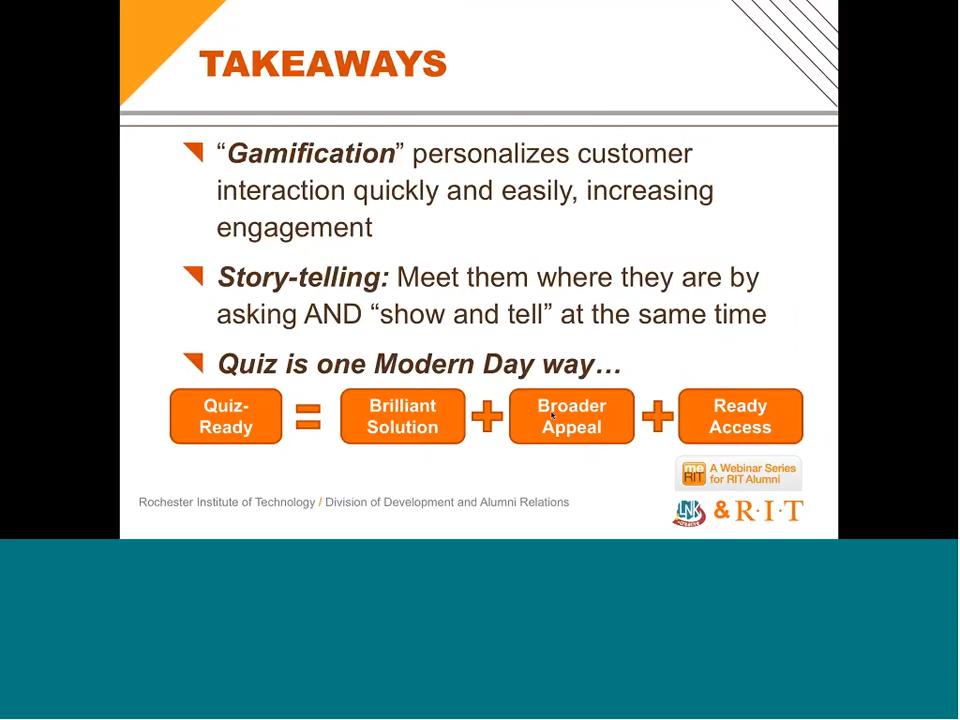 TAKEAWAYS
“Gamification” personalizes customer
interaction quickly and easily, increasing
engagement
Story-telling: Meet them where they are by
asking AND “show and tell” at the same time
Quiz is one Modern Day way…
Quiz-
Ready
=
Brilliant
Solution
+
Broader
Appeal
+
Ready
Access
me
RIT
A Webinar Series
for RIT Alumni
Rochester Institute of Technology / Division of Development and Alumni Relations
& R·I·T